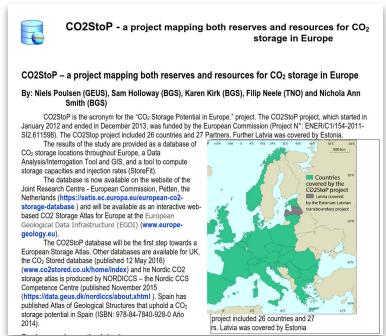 CO2StoP - a project mapping both reserves and resources for CO₂
storage in Europe
CO2StoP – a project mapping both reserves and resources for CO₂ storage in Europe
By: Niels Poulsen (GEUS), Sam Holloway (BGS), Karen Kirk (BGS), Filip Neele (TNO) and Nichola Ann
Smith (BGS)
CO2StoP is an acronym for the “CO2 Storage Potential in Europe.” project. The CO2StoP project, which started in
January 2012 and ended in December 2013, was funded by the European Commission (Project N°: ENER/C1/154-2011-
SI2.611598). The CO2Stop project included 26 countries and 27 Partners. Further Latvia was covered by Estonia.
The results of the study are provided as a database of
CO₂ storage locations throughout Europe, a Data
Analysis/Interrogation Tool and GIS, and a tool to compute
storage capacities and injection rates (StoreFit).
The database is now available on the website of the
Joint Research Centre - European Commission, Petten, the
Netherlands (https://setis.ec.europa.eu/european-co2-
storage-database ) and will be available as an interactive web-
based CO2 Storage Atlas for Europe at the European
Geological Data Infrastructure (EGDI) (www.europe-
geology.eu).
The CO2StoP database will be the first step towards a
European Storage Atlas. Other databases are available for UK,
the CO₂ Stored database (published 12 May 2016)
(www.co2stored.co.uk/home/index) and he Nordic CO2
storage atlas is produced by NORDICCS – the Nordic CCS
Competence Centre (published November 2015
(https://data.geus.dk/nordiccs/about.xhtml ). Spain has
published Atlas of Geological Structures that uphold a CO₂
storage potential in Spain (ISBN: 978-84-7840-928-0 Año
2014).
Countries
covered by the
CO2StoP project
Latvia covered
by the Estonian-Latvian
transboundary project
project included 26 countries and 27
rs. Latvia was covered by Estonia